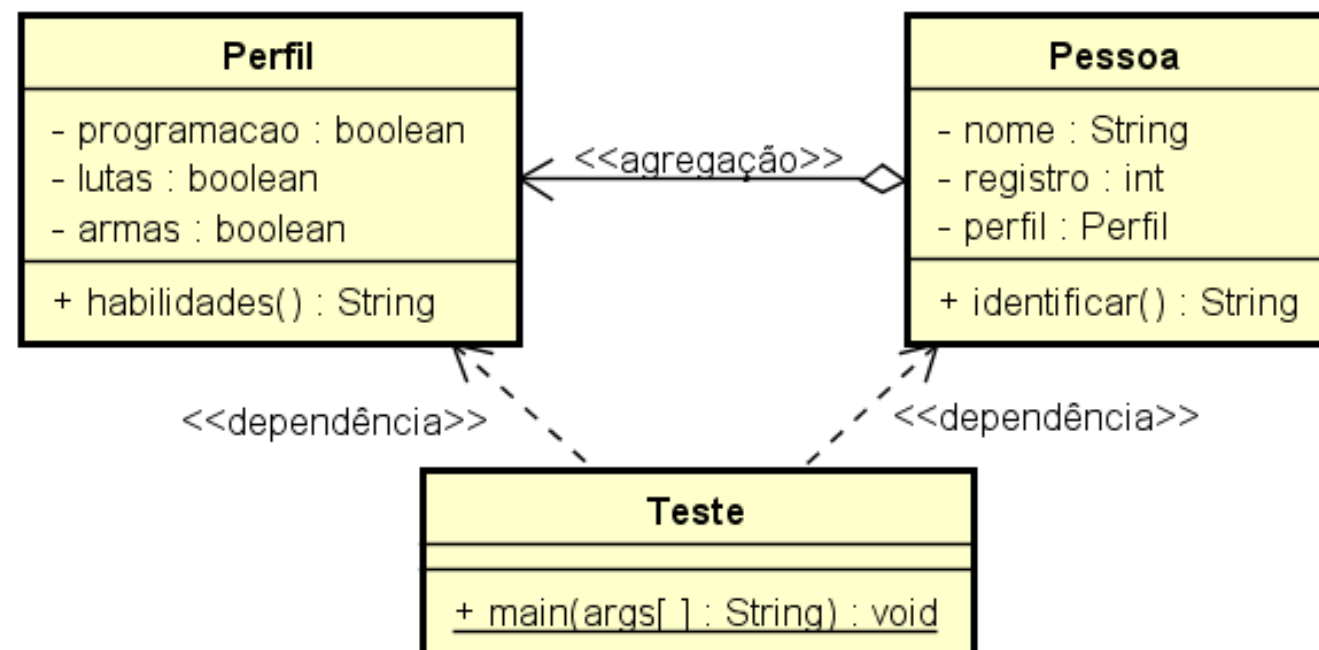 Perfil
- programacao : boolean
- lutas : boolean
- armas : boolean
+ habilidades() : String
<<agregação>>
Pessoa
- nome : String
- registro : int
- perfil : Perfil
+ identificar() : String
<<dependência>>
<<dependência>>
Teste
+ main(args[ ] : String) : void